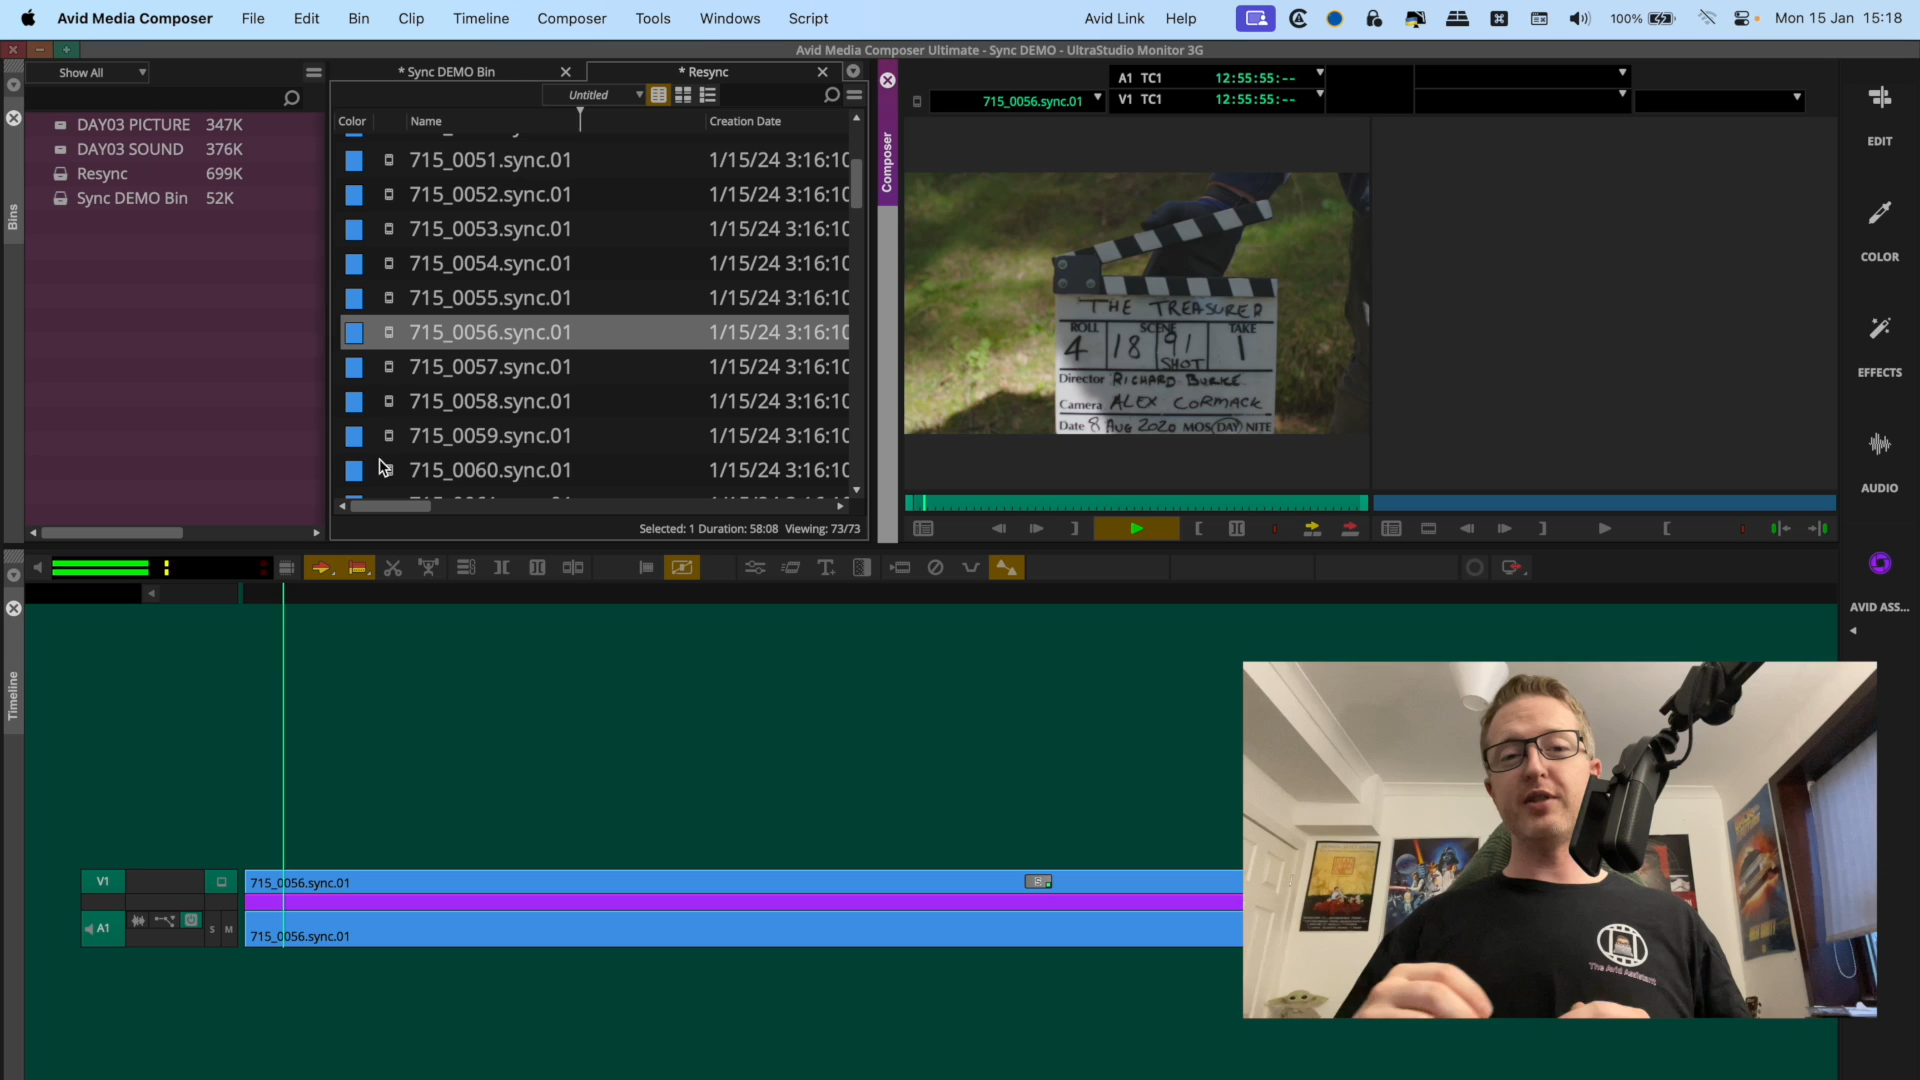 Avid Media Composer File Edit Bin Clip Timeline Composer Tools Windows Script Avid Link Help 100% Mon 15 Jan 15:18
Avid Media Composer Ultimate - Sync DEMO - UltraStudio Monitor 3G
Show All
DAY03 PICTURE 347K
DAY03 SOUND 376K
Resync 699K
Sync DEMO Bin 52K
Bins
* Sync DEMO Bin
* Resync
Untitled
Color Name Creation Date
715_0051.sync.01 1/15/24 3:16:10
715_0052.sync.01 1/15/24 3:16:10
715_0053.sync.01 1/15/24 3:16:10
715_0054.sync.01 1/15/24 3:16:10
715_0055.sync.01 1/15/24 3:16:10
715_0056.sync.01 1/15/24 3:16:10
715_0057.sync.01 1/15/24 3:16:10
715_0058.sync.01 1/15/24 3:16:10
715_0059.sync.01 1/15/24 3:16:10
715_0060.sync.01 1/15/24 3:16:10
Selected: 1 Duration: 58:08 Viewing: 73/73
Composer
715_0056.sync.01
A1 TC1 12:55:55:--
V1 TC1 12:55:55:--
THE TREASURED
ROLL SCENE TAKE
4 18 91 1
SHOT
Director RICHARD BURKE
Camera ALEX CORMACK
Date 8 AUG 2020 MOS DAY NITE
EDIT
COLOR
EFFECTS
AUDIO
AVID ASS...
Timeline
V1
715_0056.sync.01
S
A1
S M
715_0056.sync.01
STAR WARS
The Avid Assistant